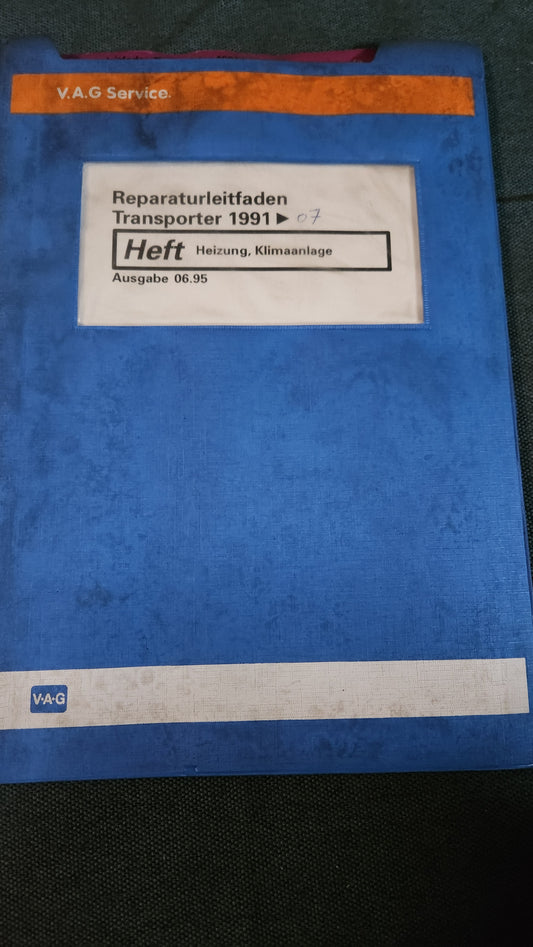 V.A.G Service.
Reparaturleitfaden
Transporter 1991 ► 07
Heft Heizung, Klimaanlage
Ausgabe 06.95
V·A·G